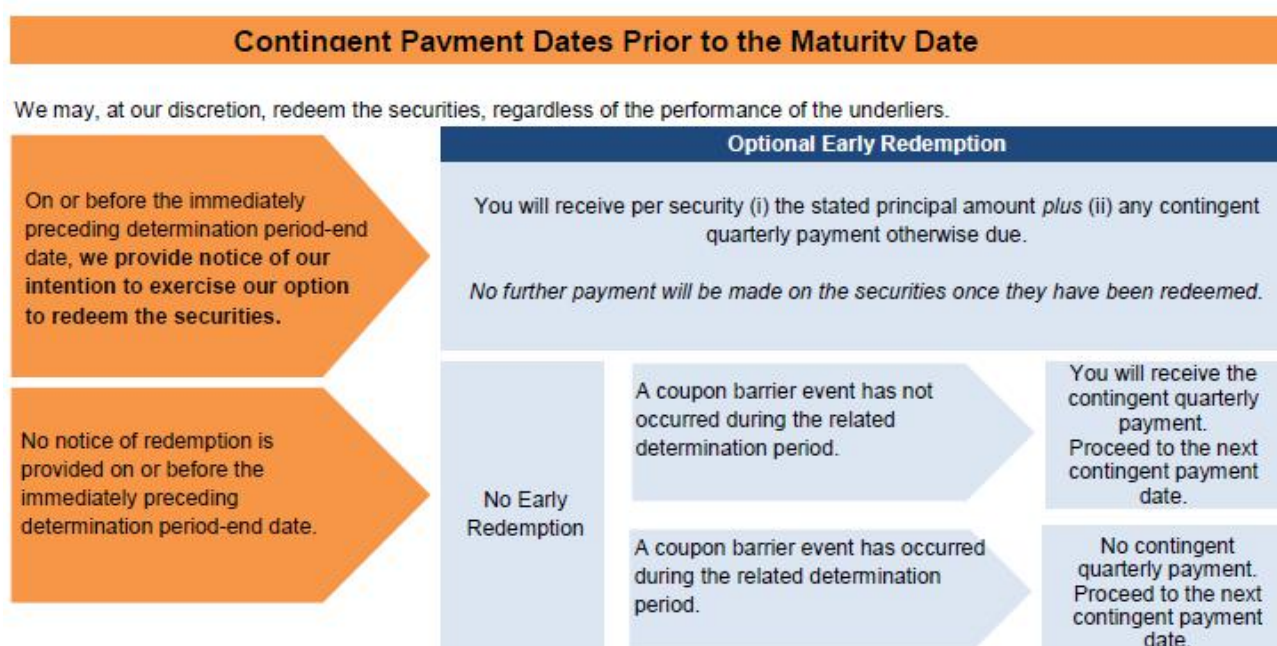 Contingent Payment Dates Prior to the Maturity Date
We may, at our discretion, redeem the securities, regardless of the performance of the underliers.
On or before the immediately
preceding determination period-end
date, we provide notice of our
intention to exercise our option
to redeem the securities.
Optional Early Redemption
You will receive per security (i) the stated principal amount plus (ii) any contingent
quarterly payment otherwise due.
No further payment will be made on the securities once they have been redeemed.
No notice of redemption is
provided on or before the
immediately preceding
determination period-end date.
No Early
Redemption
A coupon barrier event has not
occurred during the related
determination period.
You will receive the
contingent quarterly
payment.
Proceed to the next
contingent payment
date.
A coupon barrier event has occurred
during the related determination
period.
No contingent
quarterly payment.
Proceed to the next
contingent payment
date.